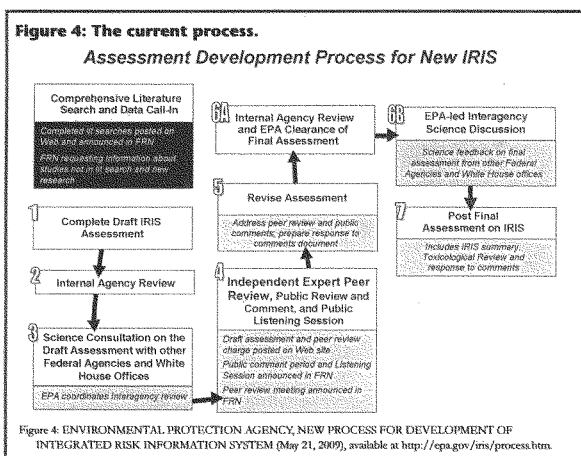 Figure 4: The current process.
Assessment Development Process for New IRIS
Comprehensive Literature
Search and Data Call-In
Completed lit searches posted on
Web and announced in FRN
FRN requesting information about
studies not in lit search and new
research
1
Complete Draft IRIS
Assessment
2
Internal Agency Review
3
Science Consultation on the
Draft Assessment with other
Federal Agencies and White
House Offices
EPA coordinates interagency review
4
Independent Expert Peer
Review, Public Review and
Comment, and Public
Listening Session
Draft assessment and peer review
charge posted on Web site
Public comment period and Listening
Session announced in FRN
Peer review meeting announced in
FRN
5
Revise Assessment
Address peer review and public
comments; prepare response to
comments document
6A
Internal Agency Review
and EPA Clearance of
Final Assessment
6B
EPA-led Interagency
Science Discussion
Science feedback on final
assessment from other Federal
Agencies and White House offices
7
Post Final
Assessment on IRIS
Includes IRIS summary,
Toxicological Review and
response to comments
Figure 4: ENVIRONMENTAL PROTECTION AGENCY, NEW PROCESS FOR DEVELOPMENT OF
INTEGRATED RISK INFORMATION SYSTEM (May 21, 2009), available at http://epa.gov/iris/process.htm.